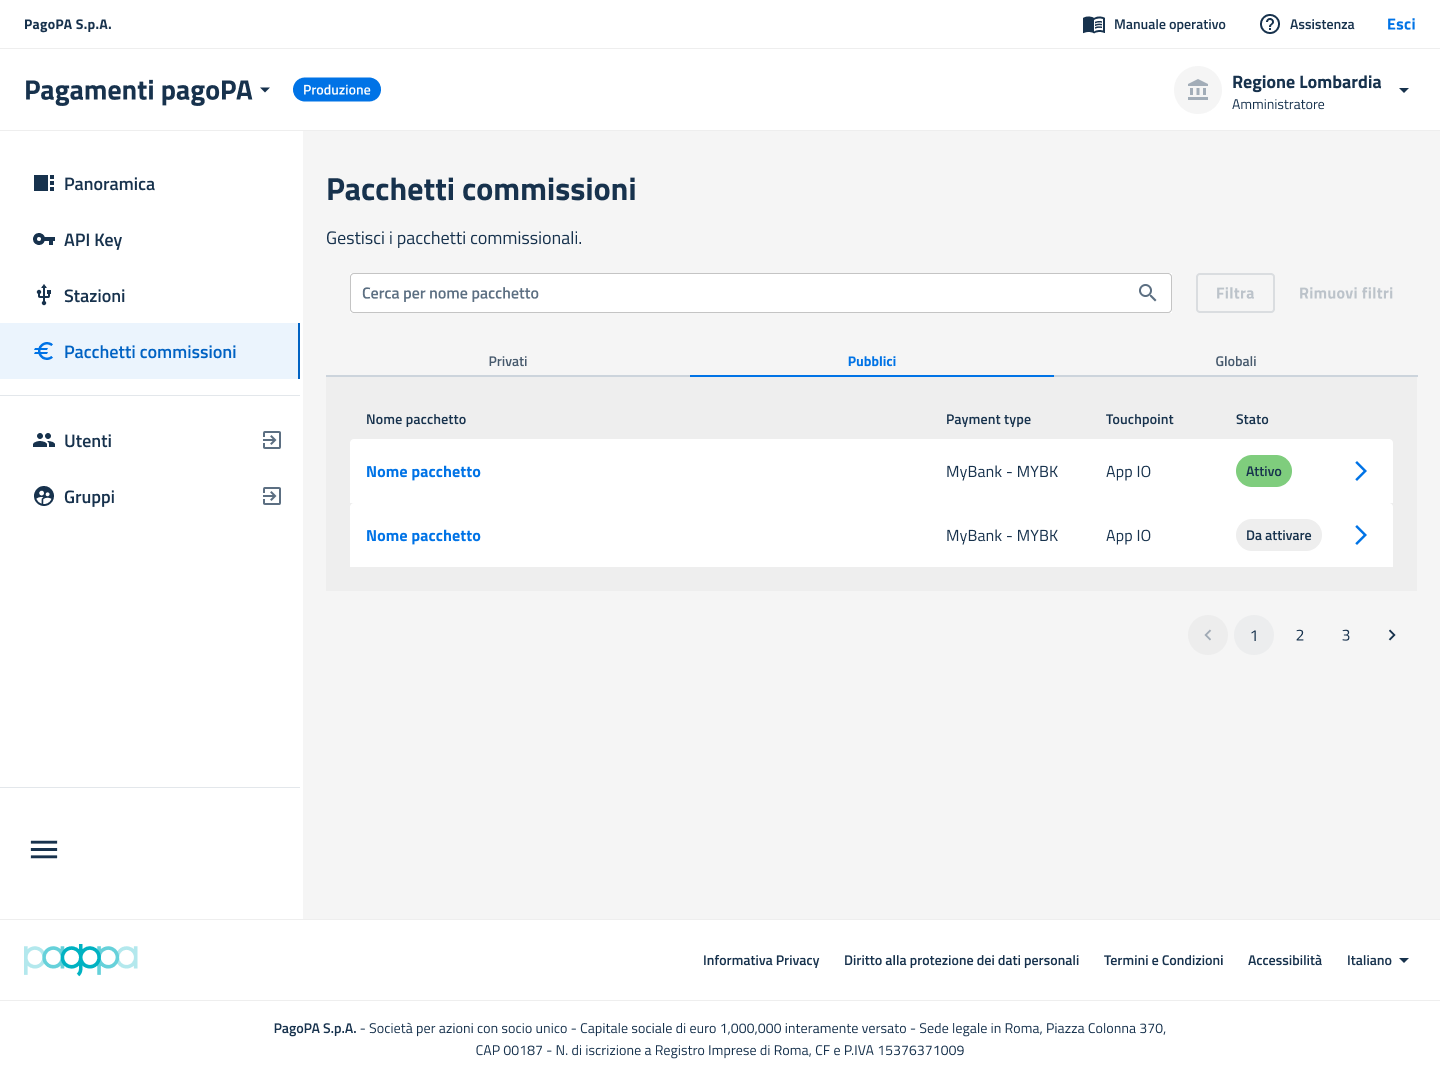 PagoPA S.p.A.
Manuale operativo
Assistenza
Esci
Pagamenti pagoPA
Produzione
Regione Lombardia
Amministratore
Panoramica
API Key
Stazioni
Pacchetti commissioni
Utenti
Gruppi
Pacchetti commissioni
Gestisci i pacchetti commissionali.
Cerca per nome pacchetto
Filtra
Rimuovi filtri
Privati
Pubblici
Globali
Nome pacchetto Payment type Touchpoint Stato
Nome pacchetto MyBank - MYBK App IO Attivo
Nome pacchetto MyBank - MYBK App IO Da attivare
1 2 3
pagopa
Informativa Privacy
Diritto alla protezione dei dati personali
Termini e Condizioni
Accessibilità
Italiano
PagoPA S.p.A. - Società per azioni con socio unico - Capitale sociale di euro 1,000,000 interamente versato - Sede legale in Roma, Piazza Colonna 370,
CAP 00187 - N. di iscrizione a Registro Imprese di Roma, CF e P.IVA 15376371009